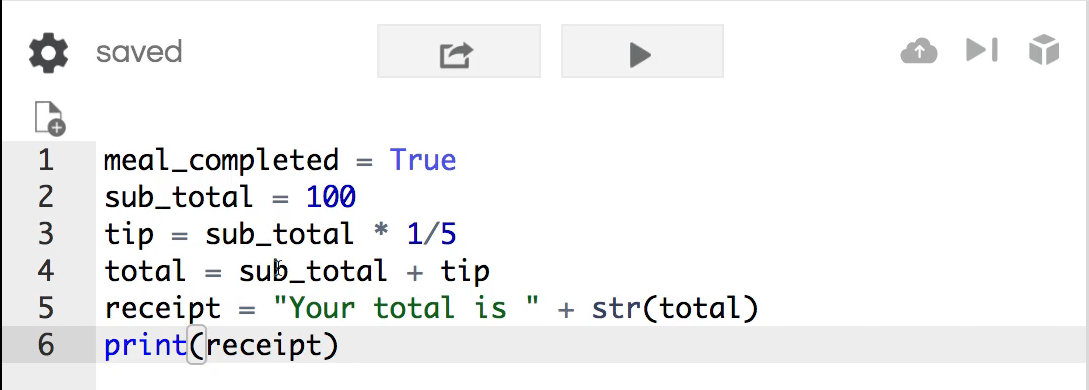 saved
1 meal_completed = True
2 sub_total = 100
3 tip = sub_total * 1/5
4 total = sub_total + tip
5 receipt = "Your total is " + str(total)
6 print(receipt)